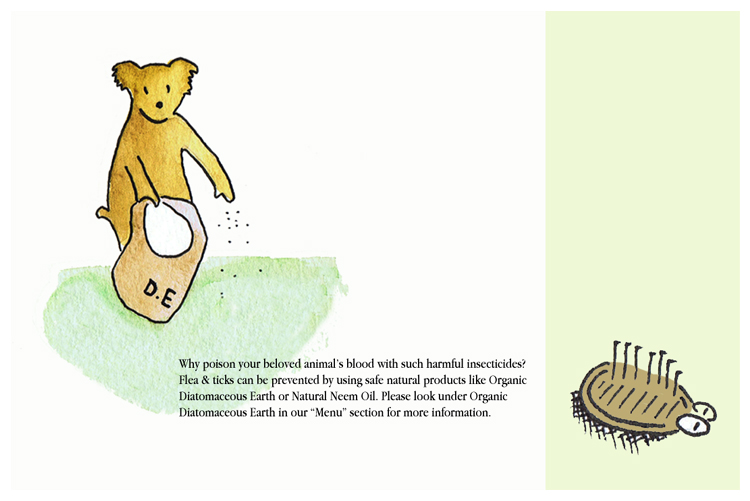 D.E
Why poison your beloved animal's blood with such harmful insecticides?
Flea & ticks can be prevented by using safe natural products like Organic
Diatomaceous Earth or Natural Neem Oil. Please look under Organic
Diatomaceous Earth in our “Menu” section for more information.